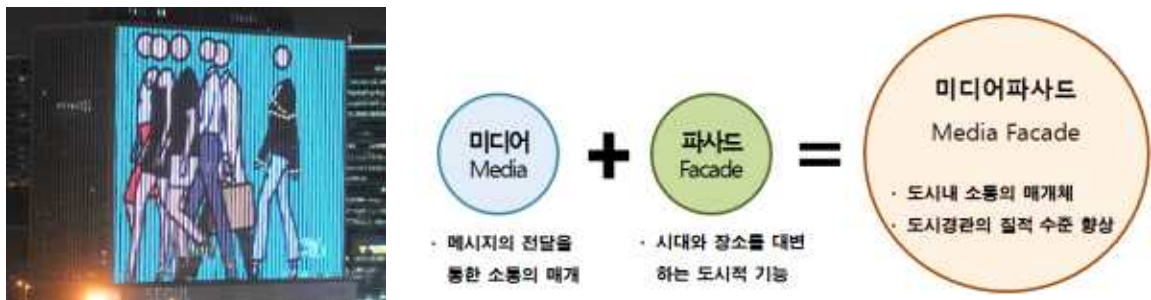 SEOUL
미디어
Media
파사드
Facade
미디어파사드
Media Facade
· 메시지의 전달을
통한 소통의 매개
· 시대와 장소를 대변
하는 도시적 기능
· 도시내 소통의 매개체
· 도시경관의 질적 수준 향상